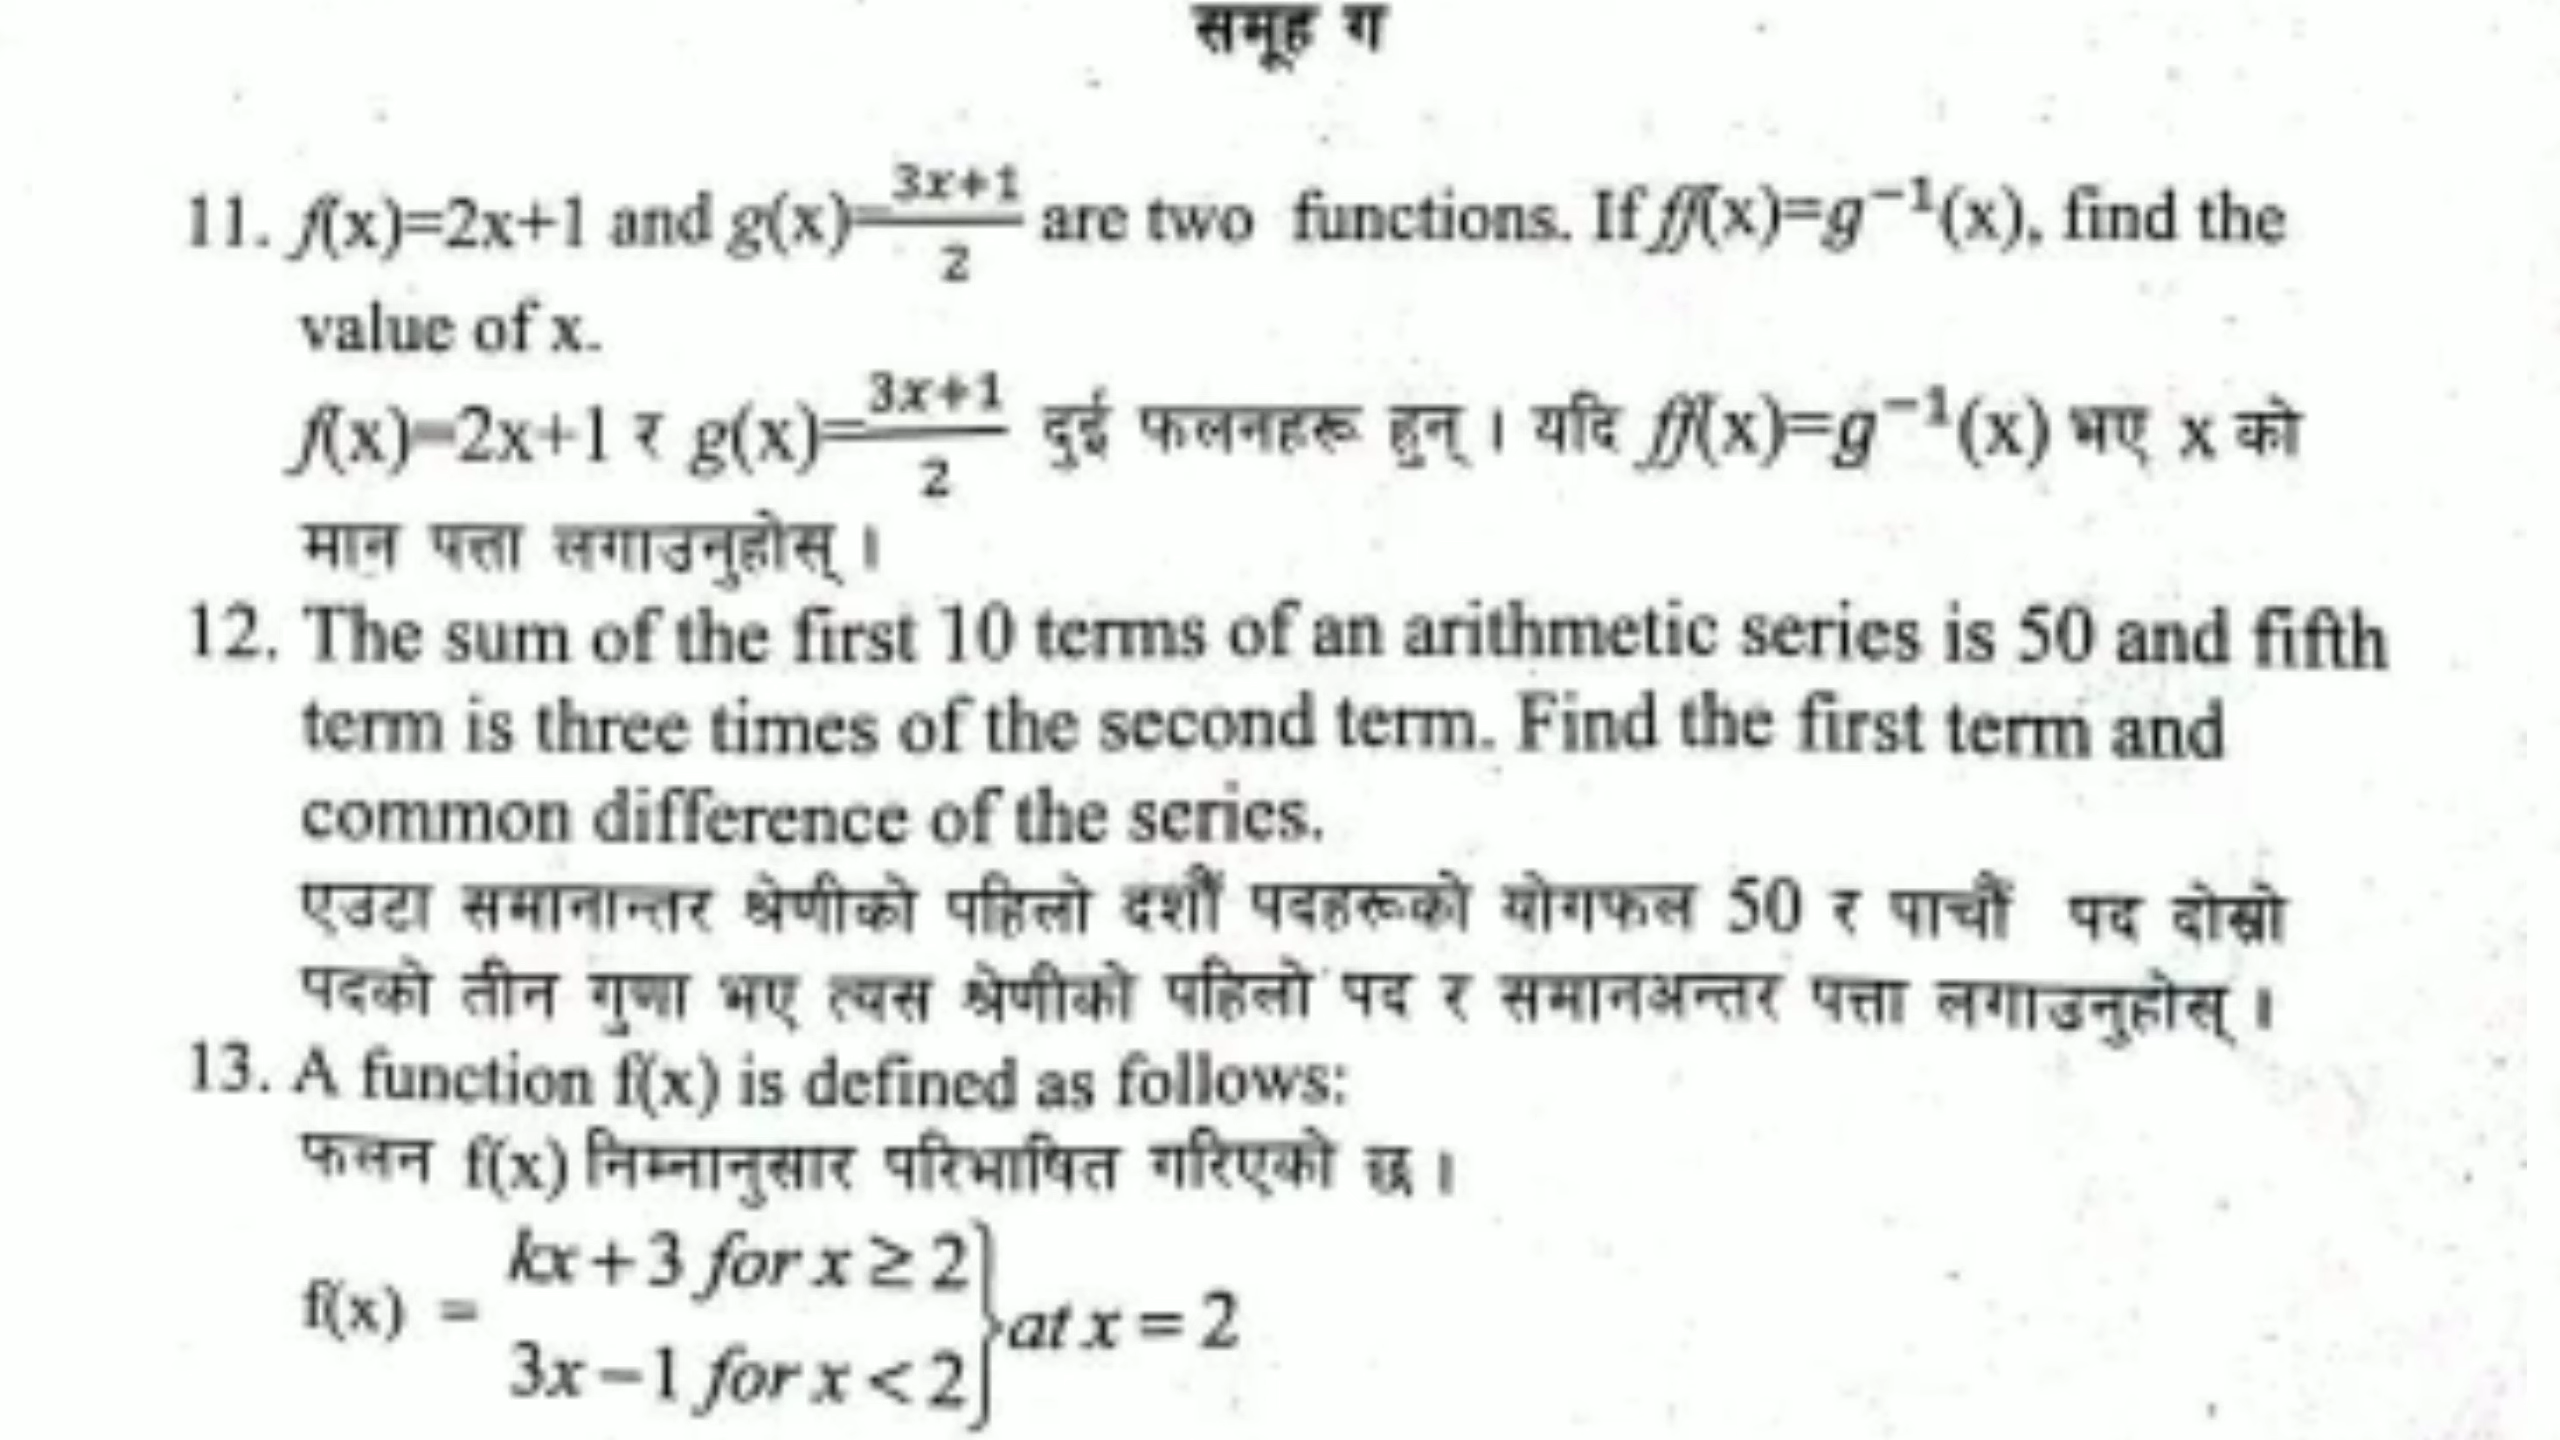 समूह ग
11. f(x)=2x+1 and g(x)=\frac{3x+1}{2} are two functions. If ff(x)=g⁻¹(x), find the
value of x.
f(x)=2x+1 र g(x)=\frac{3x+1}{2} दुई फलनहरू हुन् । यदि ff(x)=g⁻¹(x) भए x को
मान पत्ता लगाउनुहोस् ।
12. The sum of the first 10 terms of an arithmetic series is 50 and fifth
term is three times of the second term. Find the first term and
common difference of the series.
एउटा समानान्तर श्रेणीको पहिलो दशौं पदहरूको योगफल 50 र पाचौं पद दोस्रो
पदको तीन गुणा भए त्यस श्रेणीको पहिलो पद र समानअन्तर पत्ता लगाउनुहोस् ।
13. A function f(x) is defined as follows:
फलन f(x) निम्नानुसार परिभाषित गरिएको छ ।
kx+3 for x ≥ 2
f(x) = } at x = 2
3x−1 for x < 2